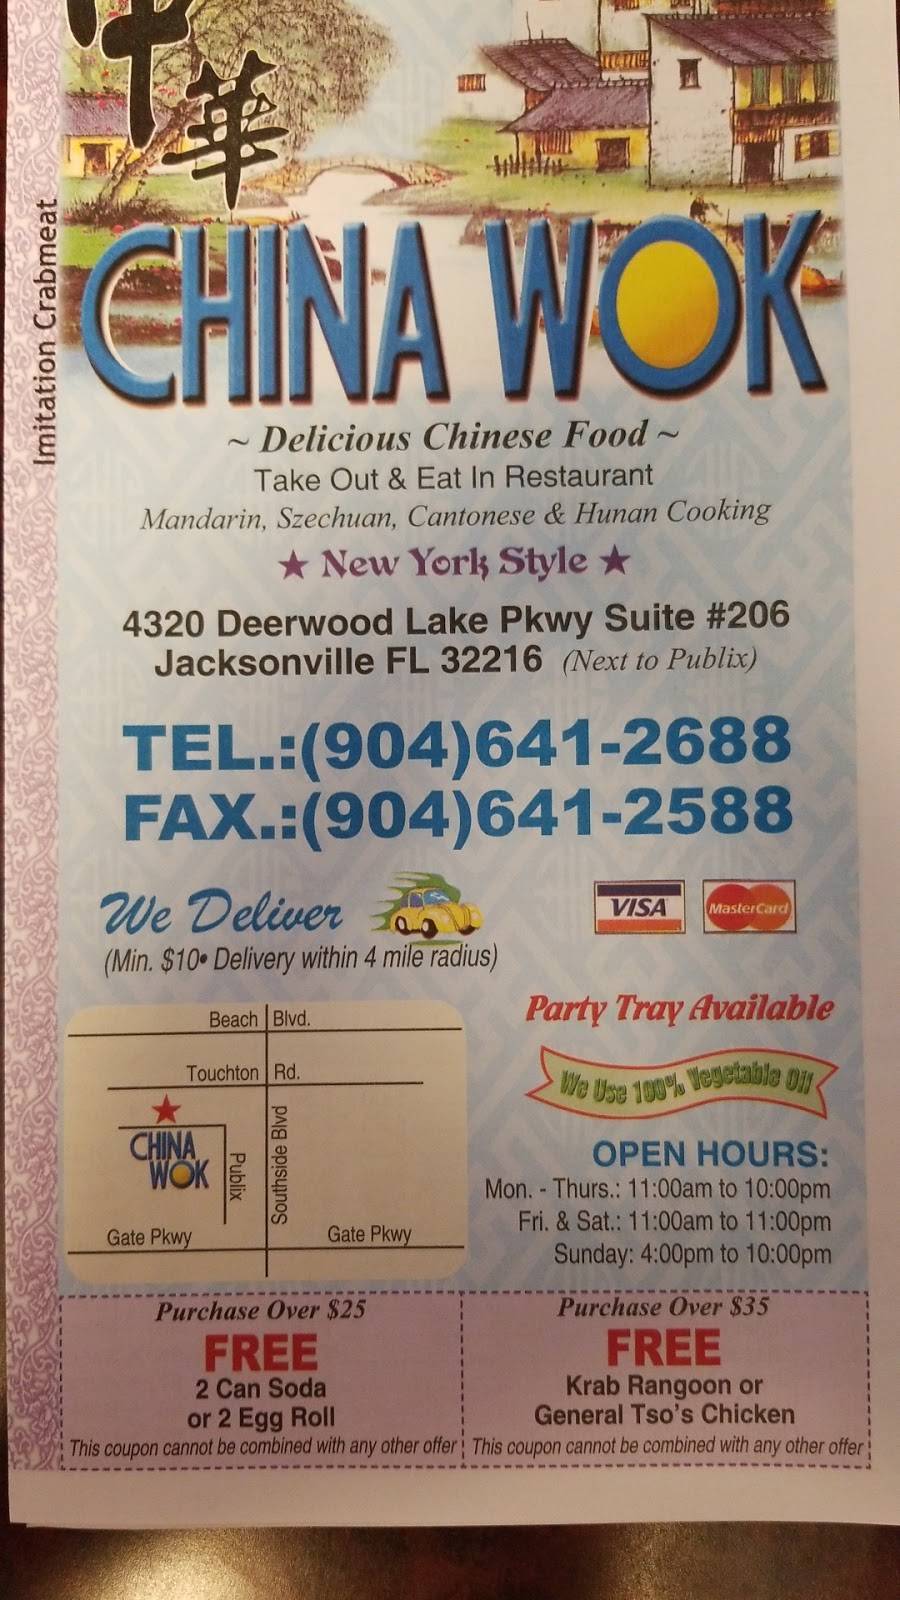 中
華
Imitation Crabmeat
CHINA WOK
~ Delicious Chinese Food ~
Take Out & Eat In Restaurant
Mandarin, Szechuan, Cantonese & Hunan Cooking
★ New York Style ★
4320 Deerwood Lake Pkwy Suite #206
Jacksonville FL 32216 (Next to Publix)
TEL.:(904)641-2688
FAX.:(904)641-2588
We Deliver
(Min. $10• Delivery within 4 mile radius)
VISA
MasterCard
Beach Blvd.
Touchton Rd.
CHINA
WOK
Publix
Southside Blvd
Gate Pkwy
Gate Pkwy
Party Tray Available
We Use 100% Vegetable Oil
OPEN HOURS:
Mon. - Thurs.: 11:00am to 10:00pm
Fri. & Sat.: 11:00am to 11:00pm
Sunday: 4:00pm to 10:00pm
Purchase Over $25
FREE
2 Can Soda
or 2 Egg Roll
This coupon cannot be combined with any other offer
Purchase Over $35
FREE
Krab Rangoon or
General Tso's Chicken
This coupon cannot be combined with any other offer